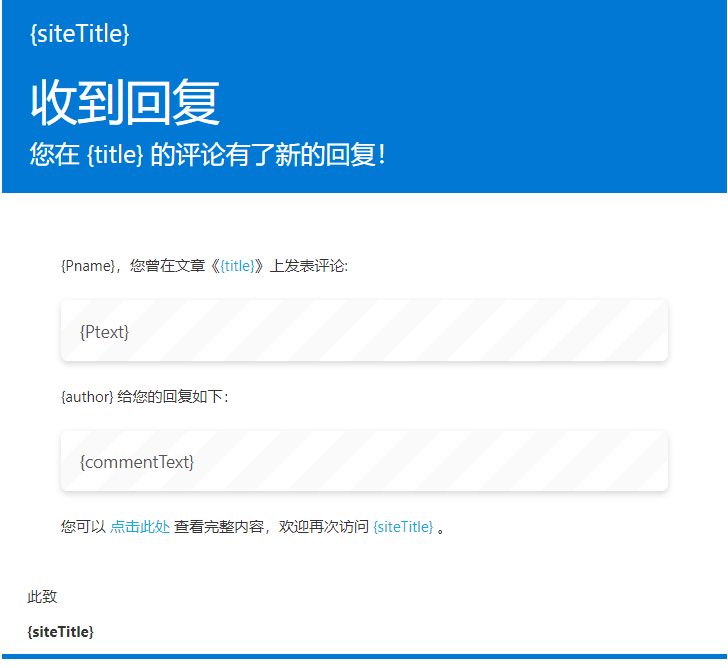 {siteTitle}
收到回复
您在 {title} 的评论有了新的回复！
{Pname}，您曾在文章《{title}》上发表评论:
{Ptext}
{author} 给您的回复如下：
{commentText}
您可以 点击此处 查看完整内容，欢迎再次访问 {siteTitle} 。
此致
{siteTitle}